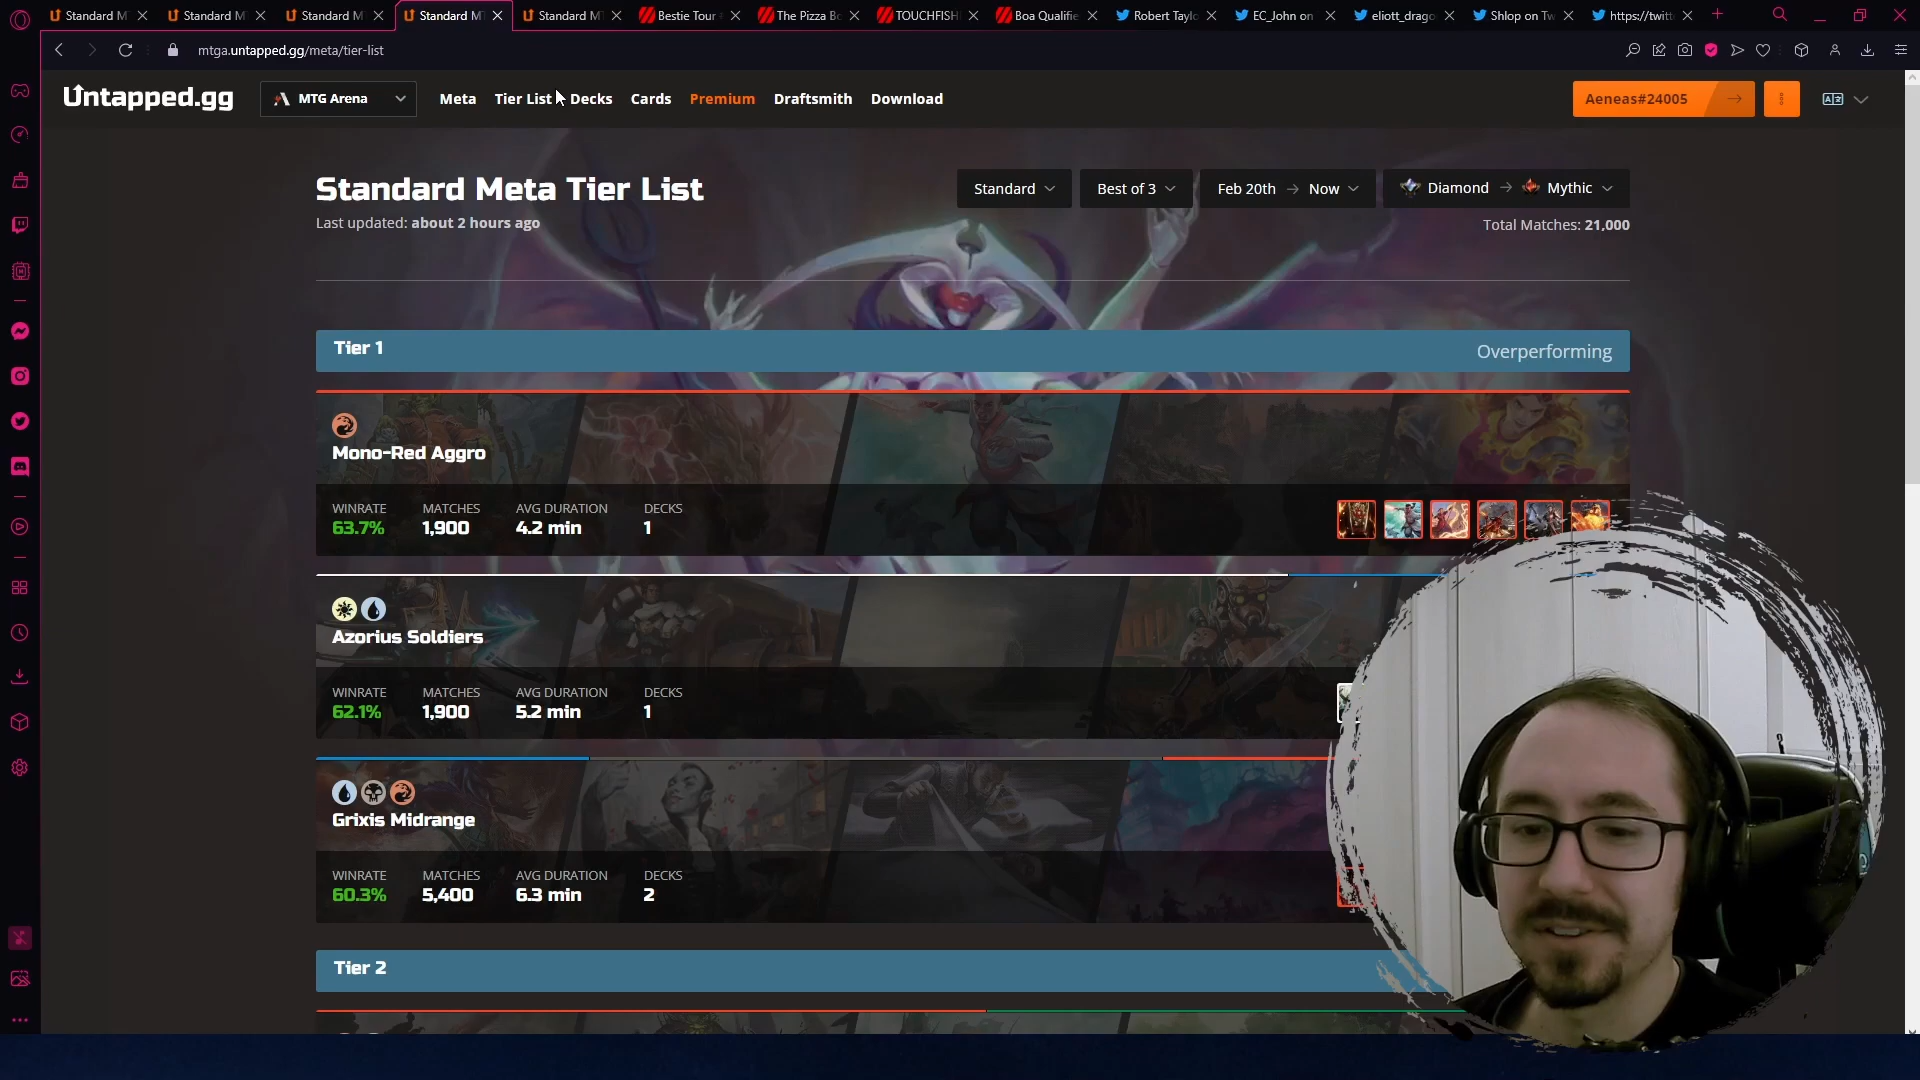 Standard M
Standard M
Standard M
Standard M
Standard M
Bestie Tour
The Pizza Bo
TOUCHFISH
Boa Qualifie
Robert Taylo
EC_John on
eliott_drago
Shlop on Tw
https://twitt
mtga.untapped.gg/meta/tier-list
Untapped.gg
MTG Arena
Meta
Tier List
Decks
Cards
Premium
Draftsmith
Download
Aeneas#24005
Standard Meta Tier List
Standard
Best of 3
Feb 20th → Now
Diamond → Mythic
Last updated: about 2 hours ago
Total Matches: 21,000
Tier 1
Overperforming
Mono-Red Aggro
WINRATE MATCHES AVG DURATION DECKS
63.7% 1,900 4.2 min 1
Azorius Soldiers
WINRATE MATCHES AVG DURATION DECKS
62.1% 1,900 5.2 min 1
Grixis Midrange
WINRATE MATCHES AVG DURATION DECKS
60.3% 5,400 6.3 min 2
Tier 2